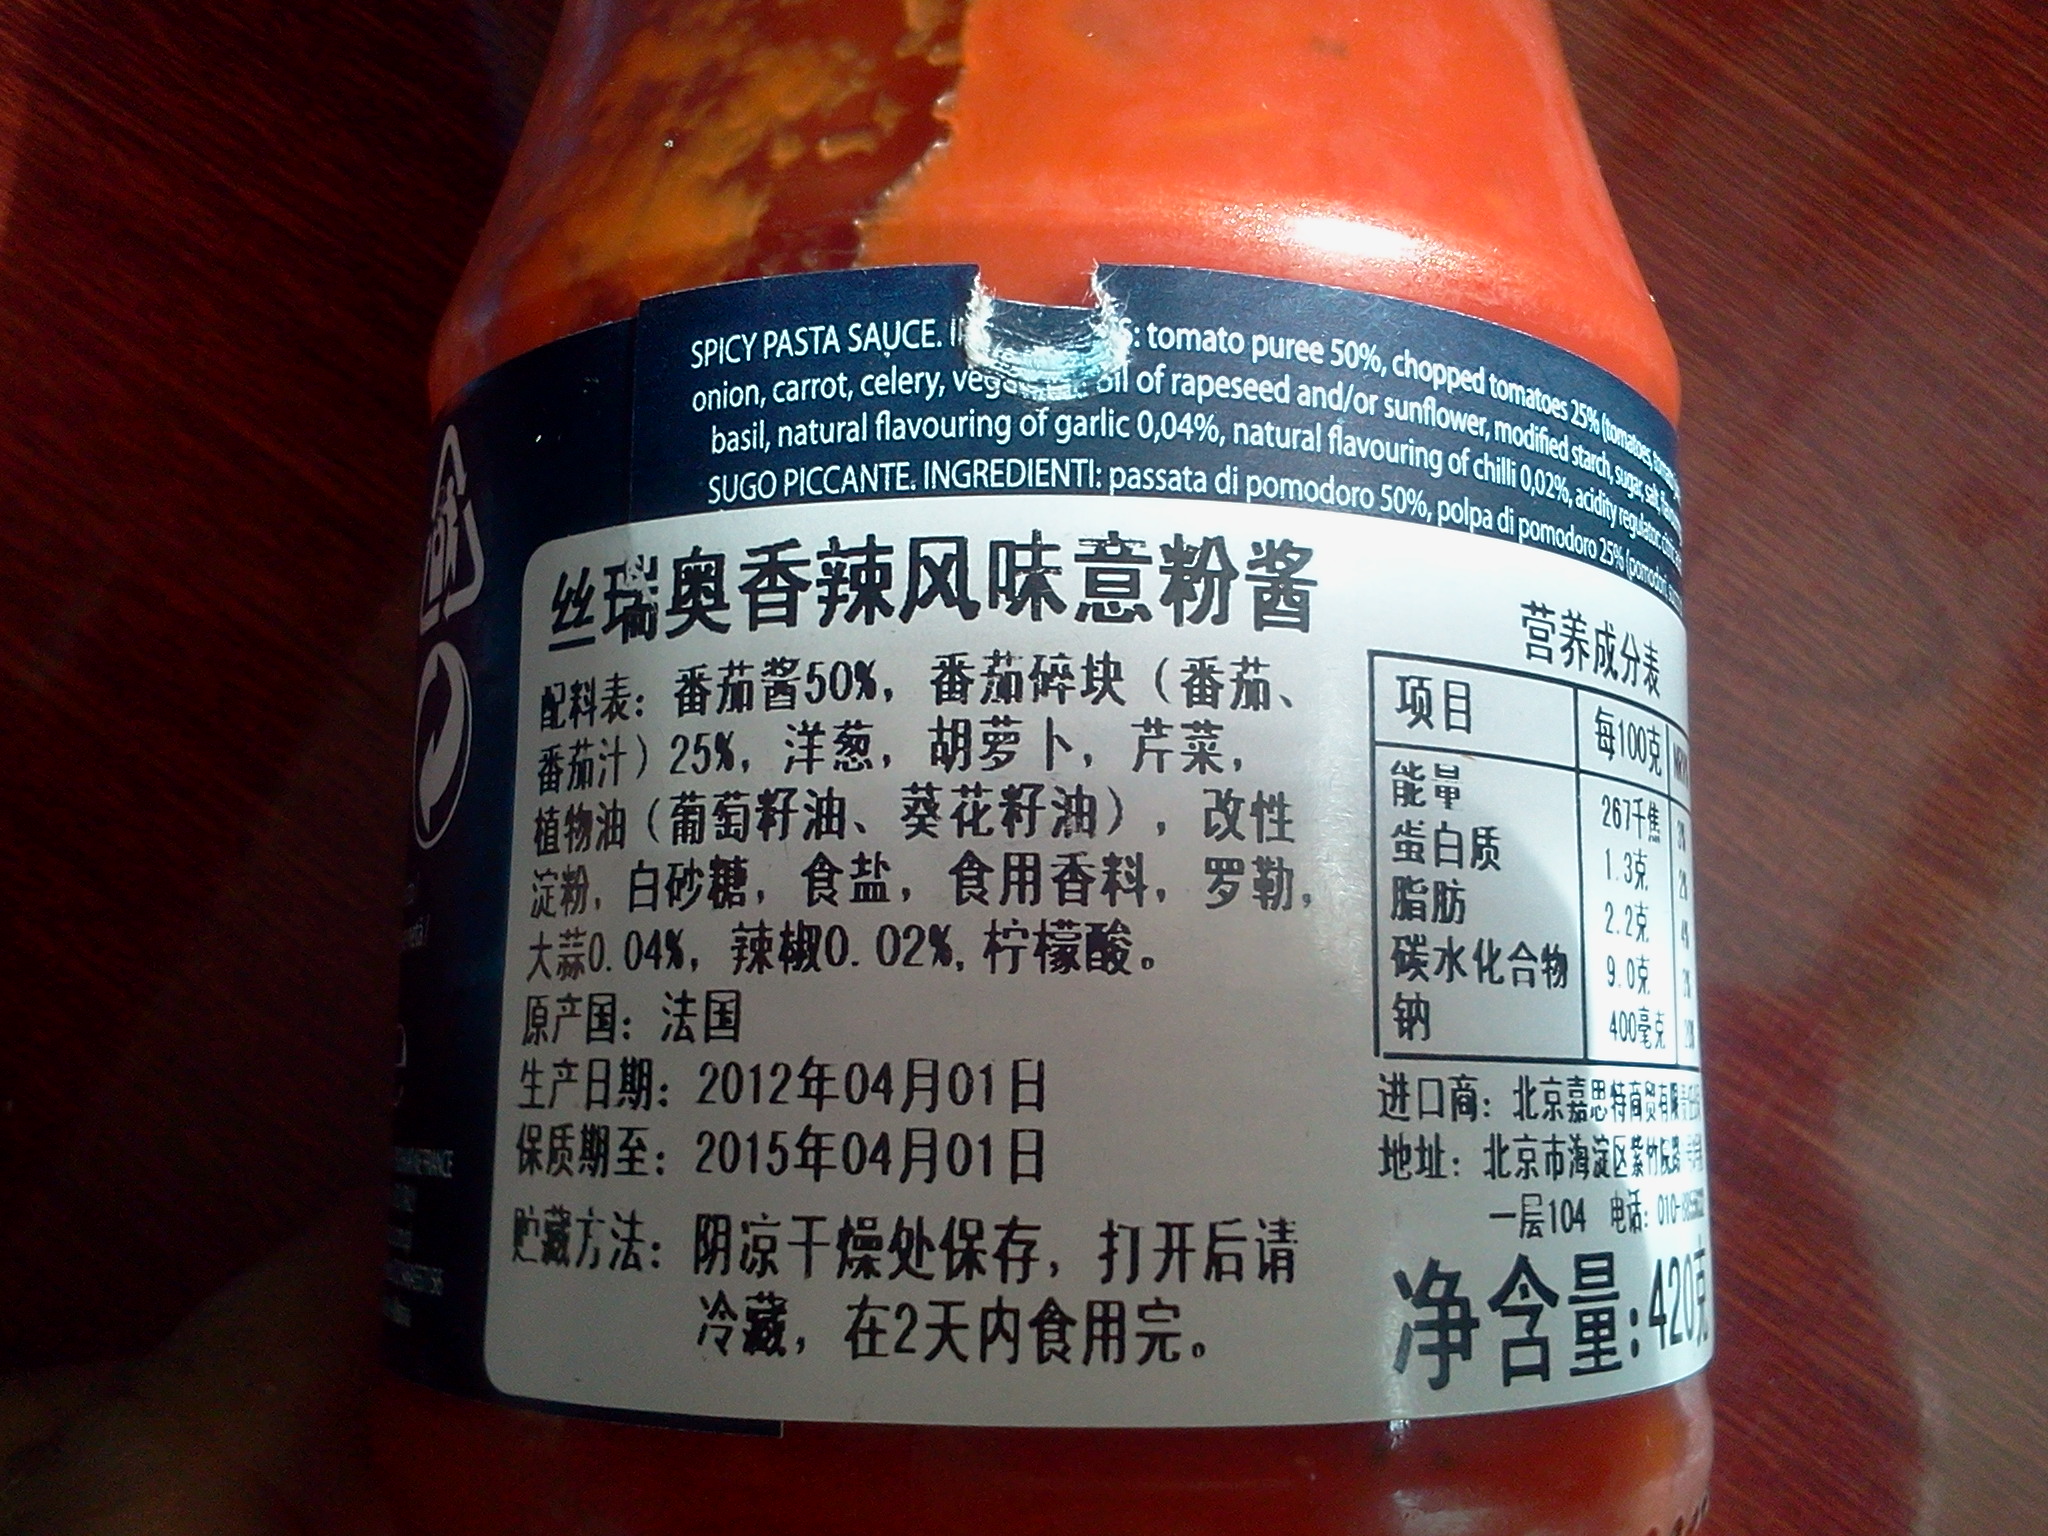 SPICY PASTA SAUCE. tomato puree 50%, chopped tomatoes 25% (tomatoes,
onion, carrot, celery, oil of rapeseed and/or sunflower, modified starch, sugar, salt,
basil, natural flavouring of garlic 0,04%, natural flavouring of chilli 0,02%, acidity regulator:
SUGO PICCANTE. INGREDIENTI: passata di pomodoro 50%, polpa di pomodoro 25% (pomodori,
丝瑞奥香辣风味意粉酱
配料表：番茄酱50%，番茄碎块（番茄、
番茄汁）25%，洋葱，胡萝卜，芹菜，
植物油（葡萄籽油、葵花籽油），改性
淀粉，白砂糖，食盐，食用香料，罗勒，
大蒜0.04%，辣椒0.02%，柠檬酸。
原产国：法国
生产日期：2012年04月01日
保质期至：2015年04月01日
贮藏方法：阴凉干燥处保存，打开后请
冷藏，在2天内食用完。
营养成分表
项目 每100克
能量 267千焦
蛋白质 1.3克
脂肪 2.2克
碳水化合物 9.0克
钠 400毫克
进口商：北京嘉思特商贸有限
地址：北京市海淀区紫竹院路
一层104 电话：010-
净含量：420克